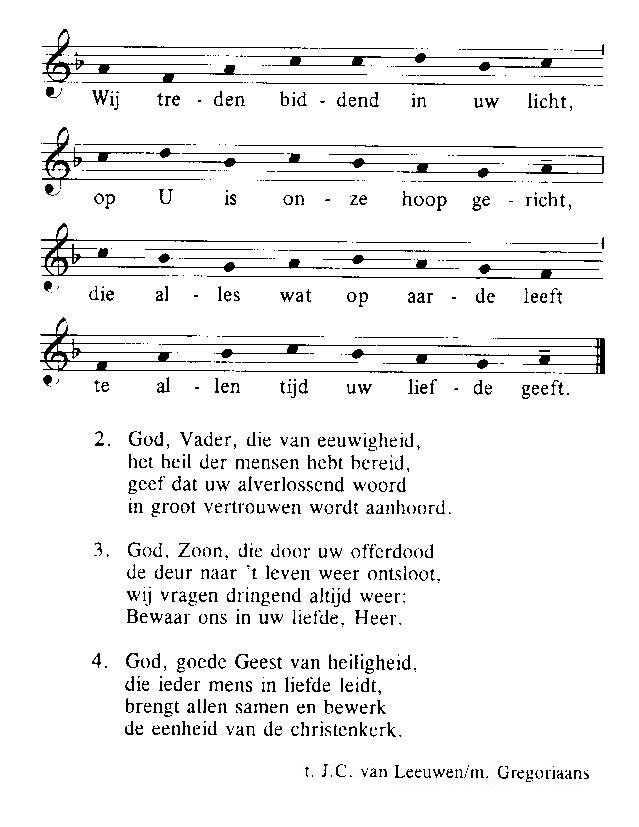 Wij tre - den bid - dend in uw licht,
op U is on - ze hoop ge - richt,
die al - les wat op aar - de leeft
te al - len tijd uw lief - de geeft.
2. God, Vader, die van eeuwigheid,
het heil der mensen hebt bereid,
geef dat uw alverlossend woord
in groot vertrouwen wordt aanhoord.
3. God, Zoon, die door uw offerdood
de deur naar 't leven weer ontsloot,
wij vragen dringend altijd weer:
Bewaar ons in uw liefde, Heer.
4. God, goede Geest van heiligheid,
die ieder mens in liefde leidt,
brengt allen samen en bewerk
de eenheid van de christenkerk.
t. J.C. van Leeuwen/m. Gregoriaans